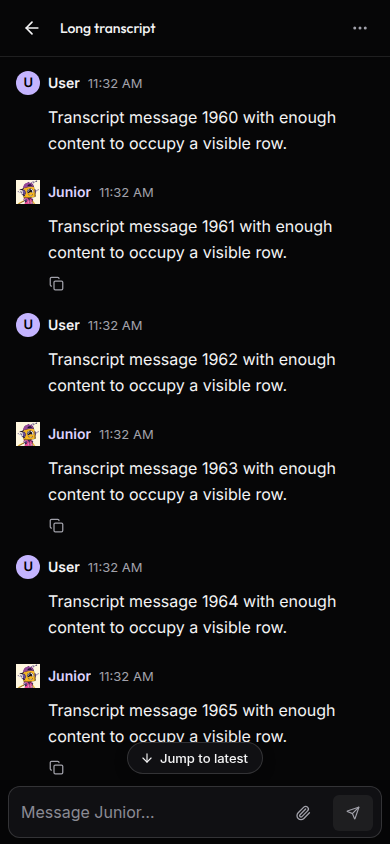 Long transcript
U User 11:32 AM
Transcript message 1960 with enough
content to occupy a visible row.
Junior 11:32 AM
Transcript message 1961 with enough
content to occupy a visible row.
U User 11:32 AM
Transcript message 1962 with enough
content to occupy a visible row.
Junior 11:32 AM
Transcript message 1963 with enough
content to occupy a visible row.
U User 11:32 AM
Transcript message 1964 with enough
content to occupy a visible row.
Junior 11:32 AM
Transcript message 1965 with enough
content to occupy a visible row.
Jump to latest
Message Junior...